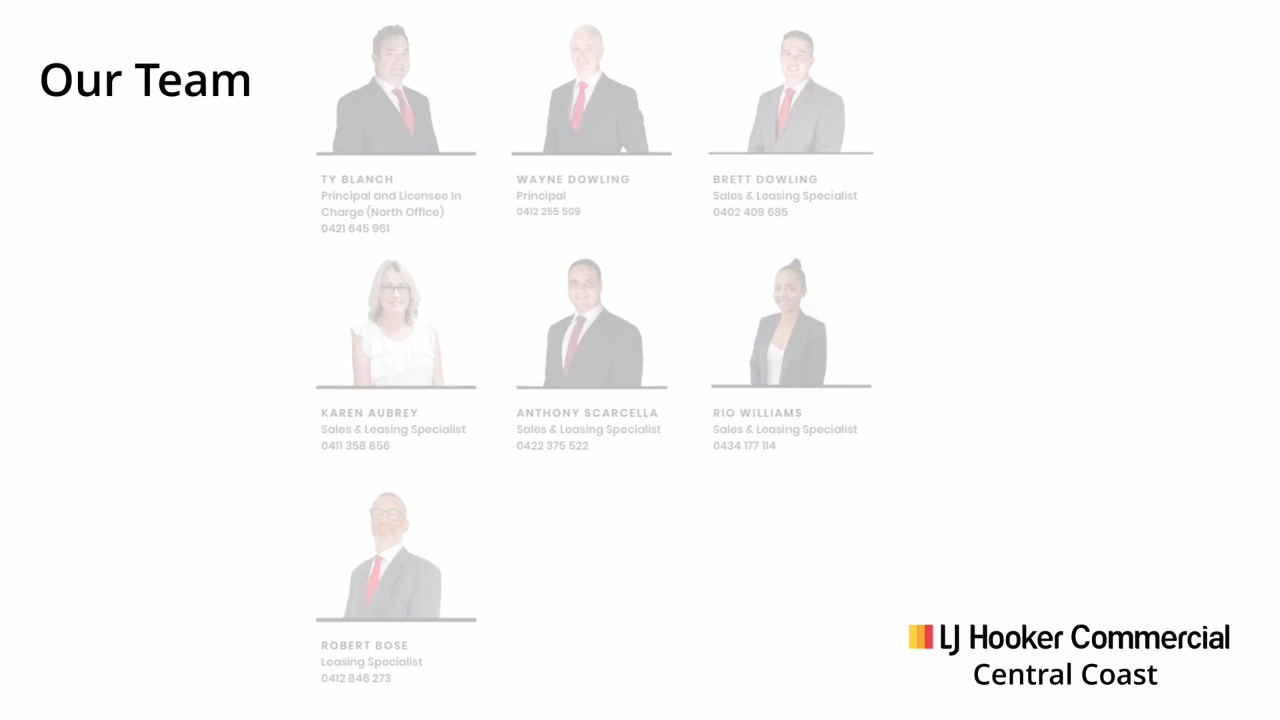 Our Team
TY BLANCH
Principal and Licensee In
Charge (North Office)
0421 645 961
WAYNE DOWLING
Principal
0412 255 509
BRETT DOWLING
Sales & Leasing Specialist
0402 409 685
KAREN AUBREY
Sales & Leasing Specialist
0411 358 856
ANTHONY SCARCELLA
Sales & Leasing Specialist
0422 375 522
RIO WILLIAMS
Sales & Leasing Specialist
0434 177 114
ROBERT BOSE
Leasing Specialist
0412 846 273
LJ Hooker Commercial
Central Coast